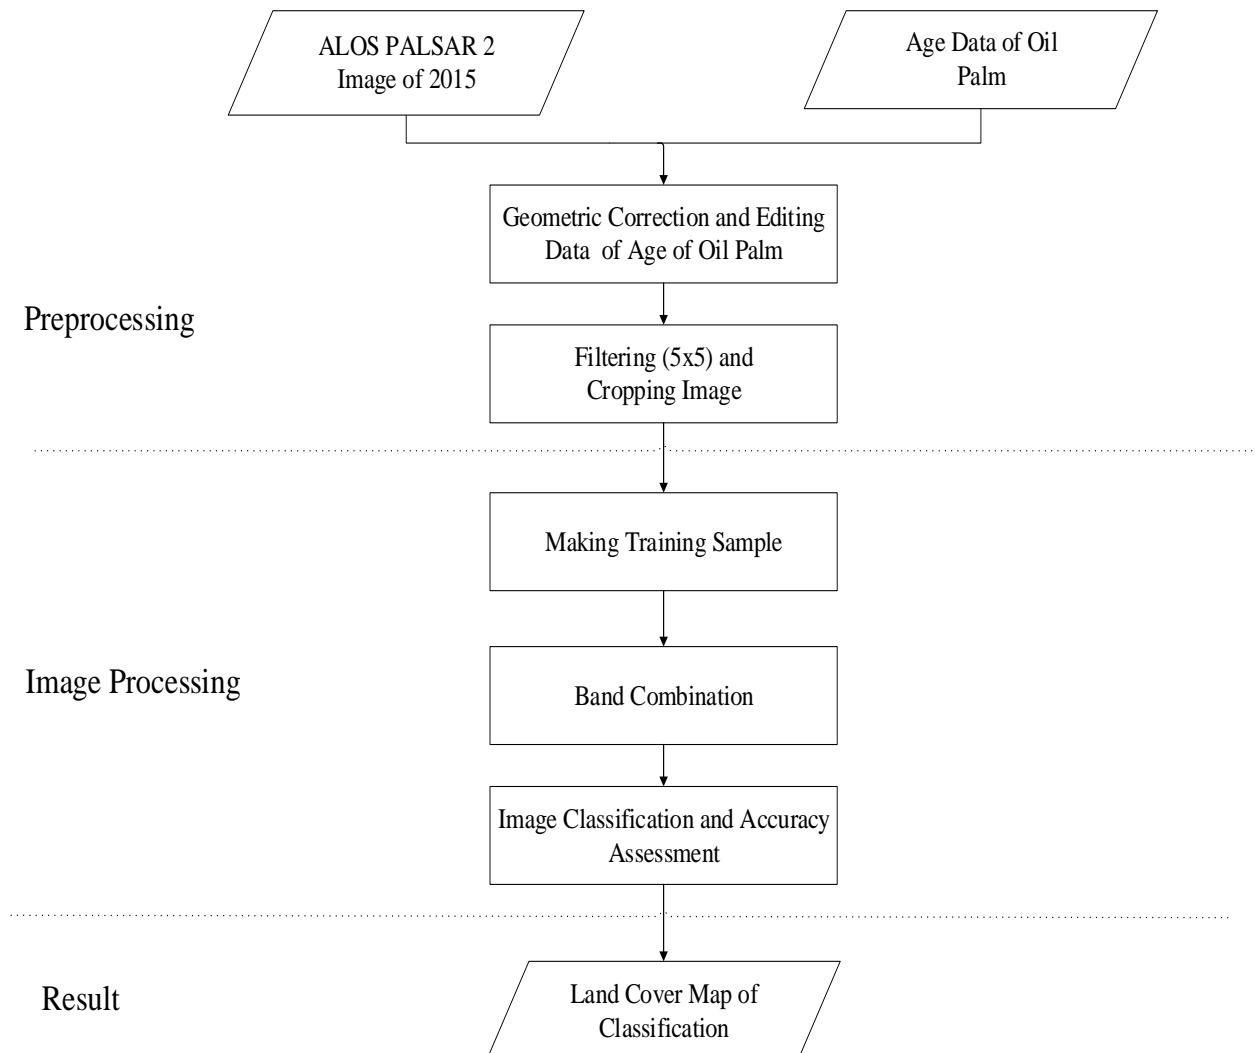 ALOS PALSAR 2
Image of 2015
Age Data of Oil
Palm
Geometric Correction and Editing
Data of Age of Oil Palm
Preprocessing
Filtering (5x5) and
Cropping Image
Making Training Sample
Image Processing
Band Combination
Image Classification and Accuracy
Assessment
Result
Land Cover Map of
Classification